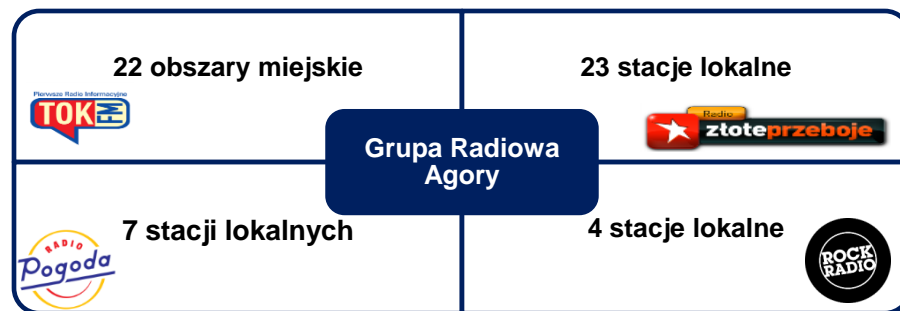 22 obszary miejskie
Pierwsze Radio Informacyjne
TOK FM
23 stacje lokalne
Radio
złoteprzeboje
Grupa Radiowa
Agory
7 stacji lokalnych
RADIO
Pogoda
4 stacje lokalne
ROCK
RADIO